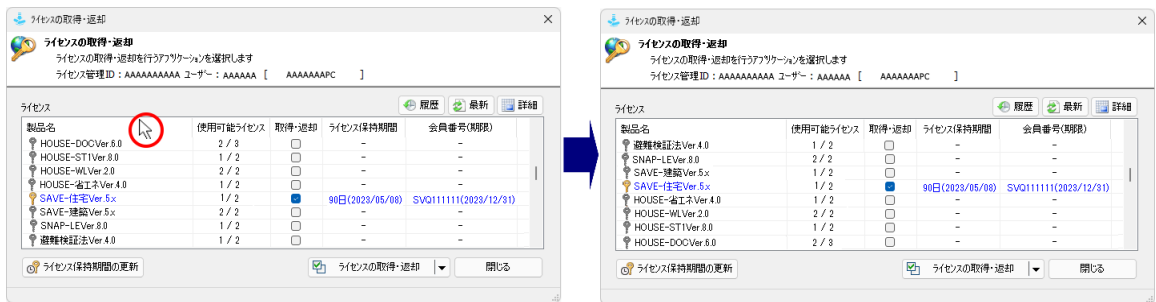 ライセンスの取得・返却
ライセンスの取得・返却
ライセンスの取得・返却を行うアプリケーションを選択します
ライセンス管理ID：AAAAAAAAAA ユーザー：AAAAAA [ AAAAAAAPC ]
ライセンス 履歴 最新 詳細
製品名 使用可能ライセンス 取得・返却 ライセンス保持期間 会員番号(期限)
HOUSE-DOCVer.6.0 2 / 3 - -
HOUSE-ST1Ver.8.0 1 / 2 - -
HOUSE-WLVer.2.0 2 / 2 - -
HOUSE-省エネVer.4.0 1 / 2 - -
SAVE-住宅Ver.5.x 1 / 2 90日(2023/05/08) SVQ111111(2023/12/31)
SAVE-建築Ver.5.x 2 / 2 - -
SNAP-LEVer.8.0 1 / 2 - -
避難検証法Ver.4.0 1 / 2 - -
ライセンス保持期間の更新 ライセンスの取得・返却 閉じる
ライセンスの取得・返却
ライセンスの取得・返却
ライセンスの取得・返却を行うアプリケーションを選択します
ライセンス管理ID：AAAAAAAAAA ユーザー：AAAAAA [ AAAAAAAPC ]
ライセンス 履歴 最新 詳細
製品名 使用可能ライセンス 取得・返却 ライセンス保持期間 会員番号(期限)
避難検証法Ver.4.0 1 / 2 - -
SNAP-LEVer.8.0 2 / 2 - -
SAVE-建築Ver.5.x 1 / 2 - -
SAVE-住宅Ver.5.x 1 / 2 90日(2023/05/08) SVQ111111(2023/12/31)
HOUSE-省エネVer.4.0 1 / 2 - -
HOUSE-WLVer.2.0 2 / 2 - -
HOUSE-ST1Ver.8.0 1 / 2 - -
HOUSE-DOCVer.6.0 2 / 3 - -
ライセンス保持期間の更新 ライセンスの取得・返却 閉じる